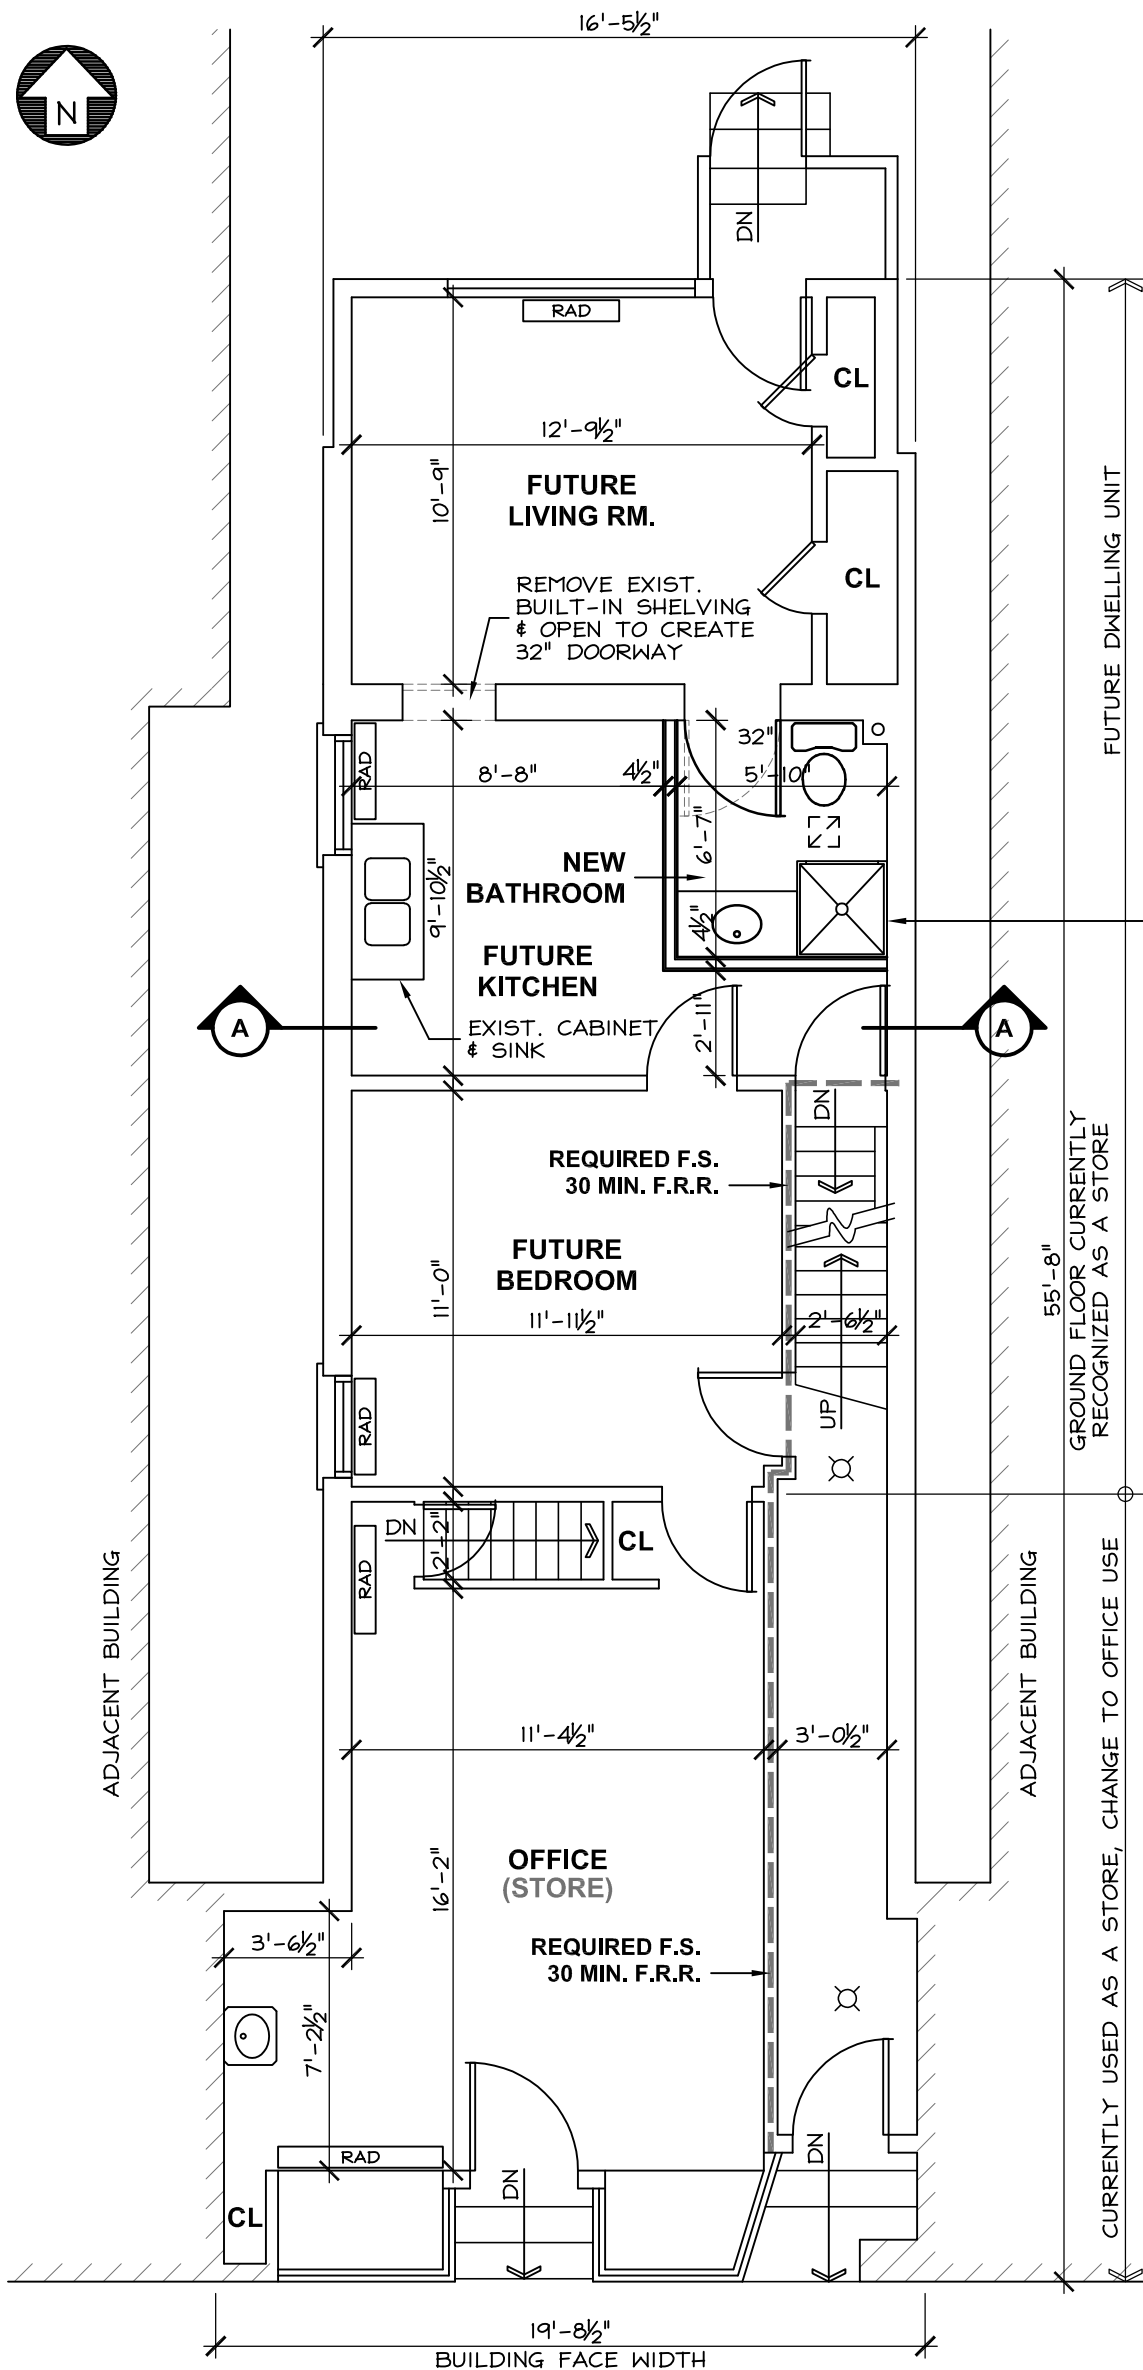 16'-5½"
N
DN
RAD
CL
12'-9½"
10'-9"
FUTURE
LIVING RM.
CL
REMOVE EXIST.
BUILT-IN SHELVING
& OPEN TO CREATE
32" DOORWAY
FUTURE DWELLING UNIT
32"
RAD
8'-8"
4½"
5'-10"
6'-7"
NEW
BATHROOM
9'-10½"
4½"
FUTURE
KITCHEN
EXIST. CABINET
& SINK
2'-11"
A
A
DN
REQUIRED F.S.
30 MIN. F.R.R.
FUTURE
BEDROOM
11'-0"
11'-11½"
2'-6½"
UP
55'-8"
GROUND FLOOR CURRENTLY
RECOGNIZED AS A STORE
RAD
DN
2'-2"
CL
RAD
ADJACENT BUILDING
ADJACENT BUILDING
CURRENTLY USED AS A STORE, CHANGE TO OFFICE USE
11'-4½"
3'-0½"
16'-2"
OFFICE
(STORE)
3'-6½"
REQUIRED F.S.
30 MIN. F.R.R.
7'-2½"
RAD
DN
DN
CL
19'-8½"
BUILDING FACE WIDTH